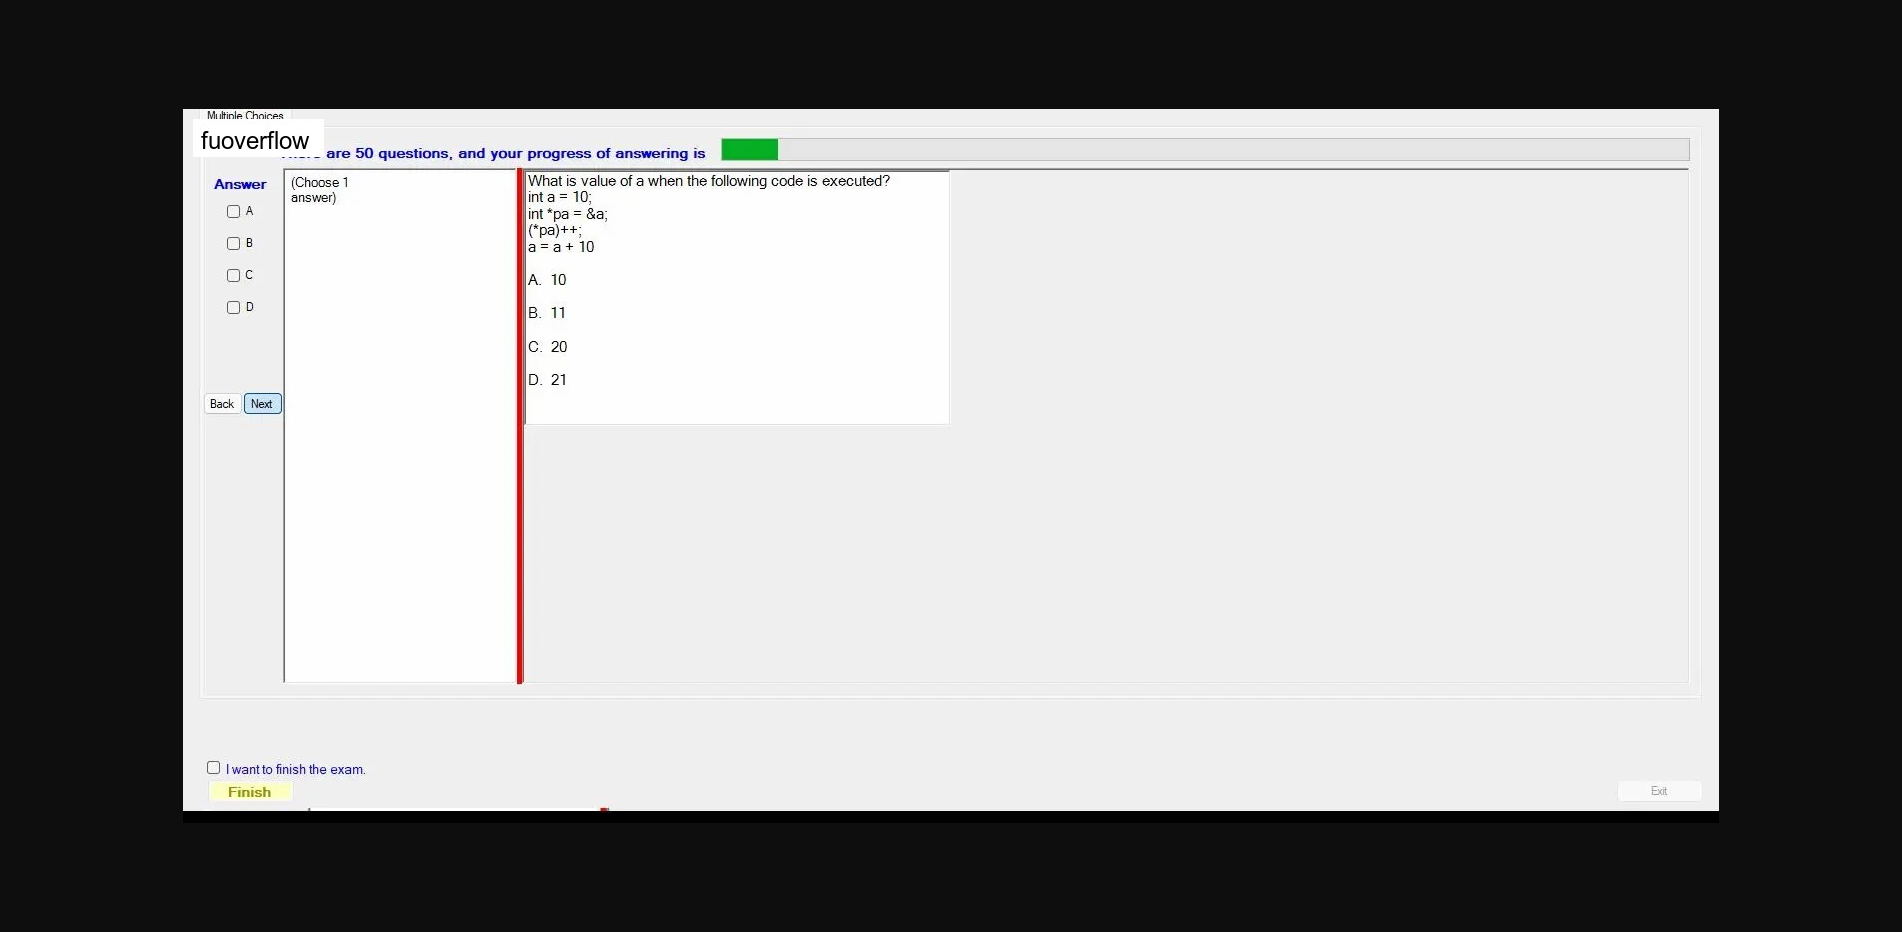 Multiple Choices
fuoverflow
are 50 questions, and your progress of answering is
Answer
A
B
C
D
Back Next
(Choose 1
answer)
What is value of a when the following code is executed?
int a = 10;
int *pa = &a;
(*pa)++;
a = a + 10
A. 10
B. 11
C. 20
D. 21
I want to finish the exam.
Finish
Exit